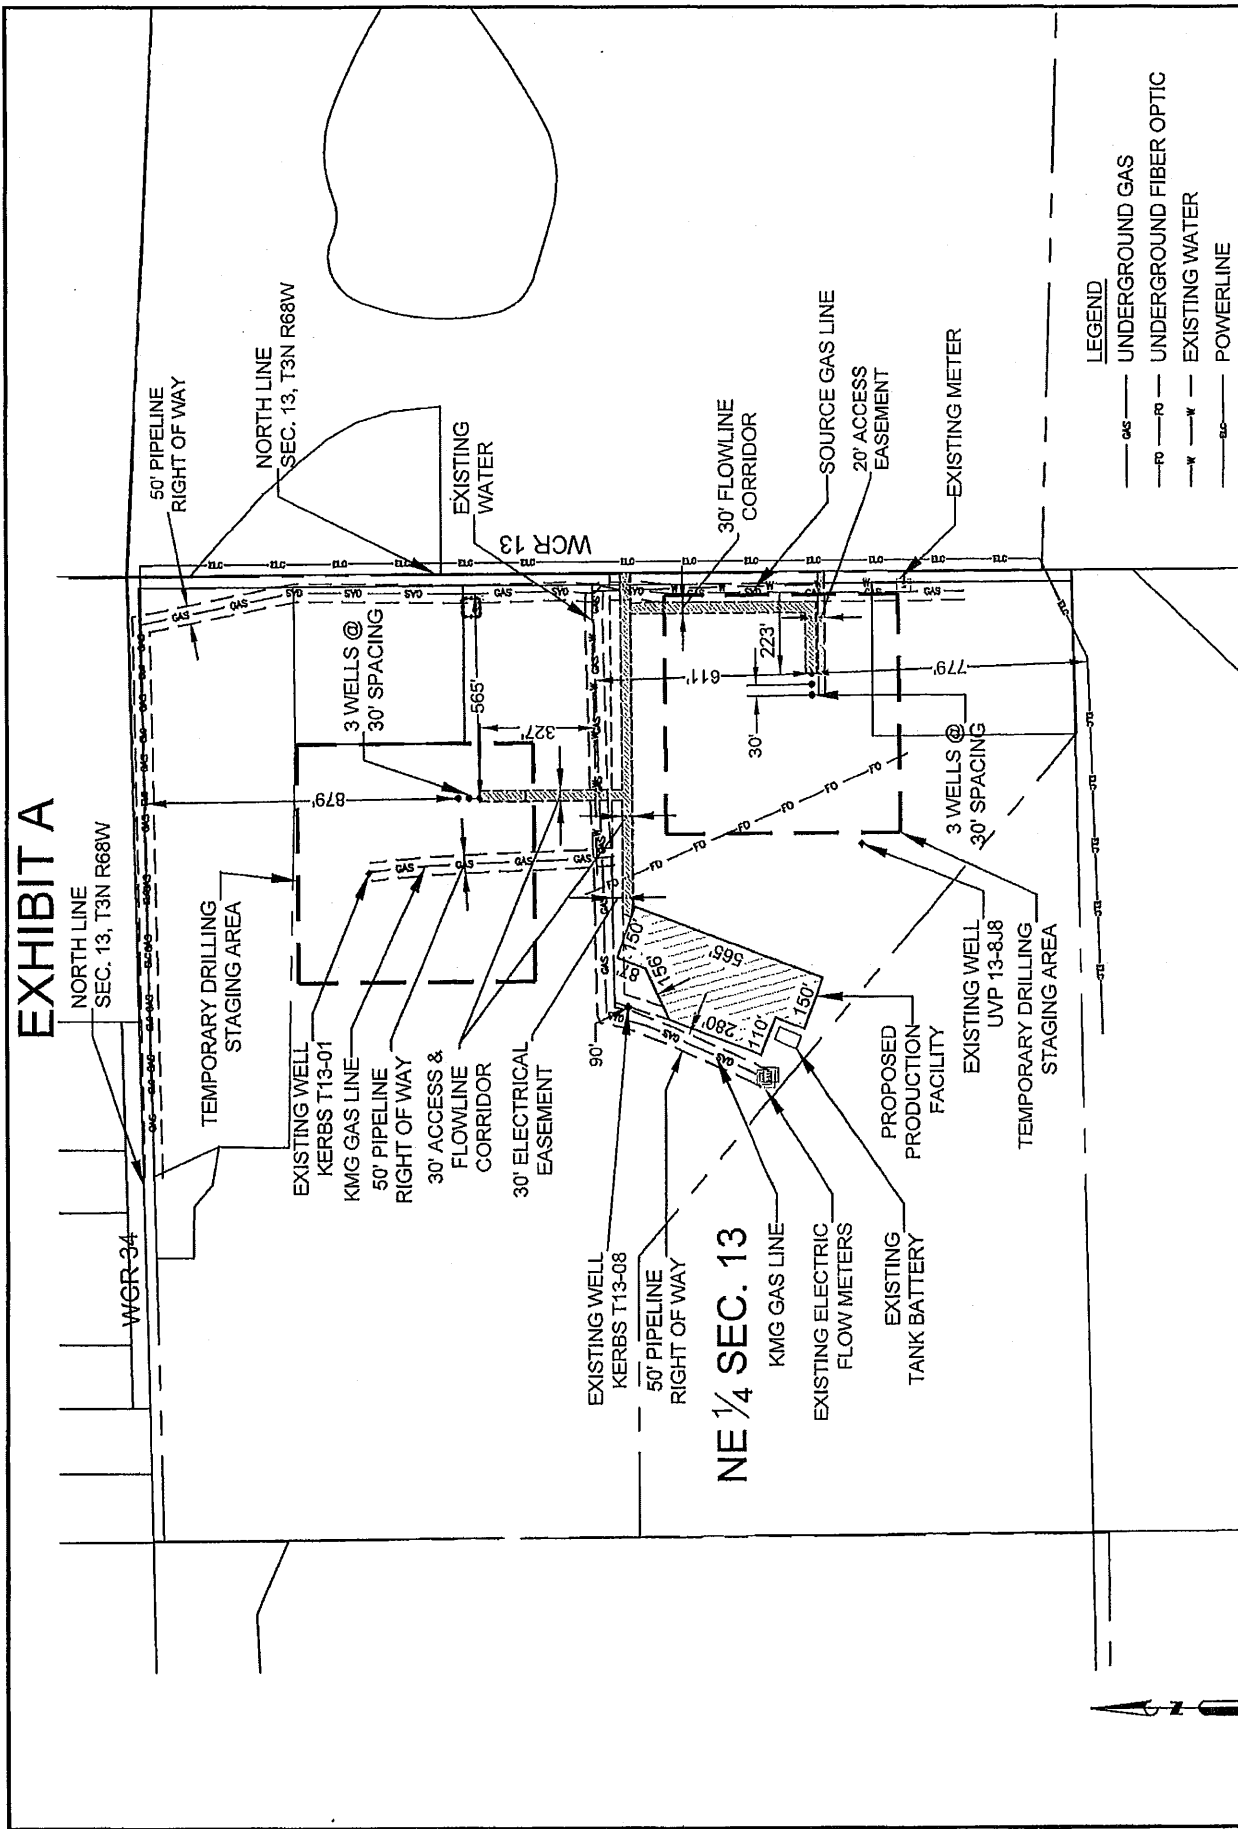 EXHIBIT A
NORTH LINE
SEC. 13, T3N R68W
50' PIPELINE
RIGHT OF WAY
NORTH LINE
SEC. 13, T3N R68W
WCR 34
TEMPORARY DRILLING
STAGING AREA
879'
3 WELLS @
30' SPACING
565'
327'
EXISTING
WATER
WCR 13
EXISTING WELL
KERBS T13-01
KMG GAS LINE
50' PIPELINE
RIGHT OF WAY
30' ACCESS &
FLOWLINE
CORRIDOR
30' ELECTRICAL
EASEMENT
30' FLOWLINE
CORRIDOR
SOURCE GAS LINE
20' ACCESS
EASEMENT
EXISTING METER
611'
223'
30'
779'
3 WELLS @
30' SPACING
90'
87'
150'
156'
565'
280'
110'
150'
EXISTING WELL
KERBS T13-08
50' PIPELINE
RIGHT OF WAY
NE 1/4 SEC. 13
KMG GAS LINE
EXISTING ELECTRIC
FLOW METERS
EXISTING
TANK BATTERY
PROPOSED
PRODUCTION
FACILITY
EXISTING WELL
UVP 13-8J8
TEMPORARY DRILLING
STAGING AREA
LEGEND
GAS UNDERGROUND GAS
FO FO UNDERGROUND FIBER OPTIC
W W EXISTING WATER
ELC POWERLINE
N